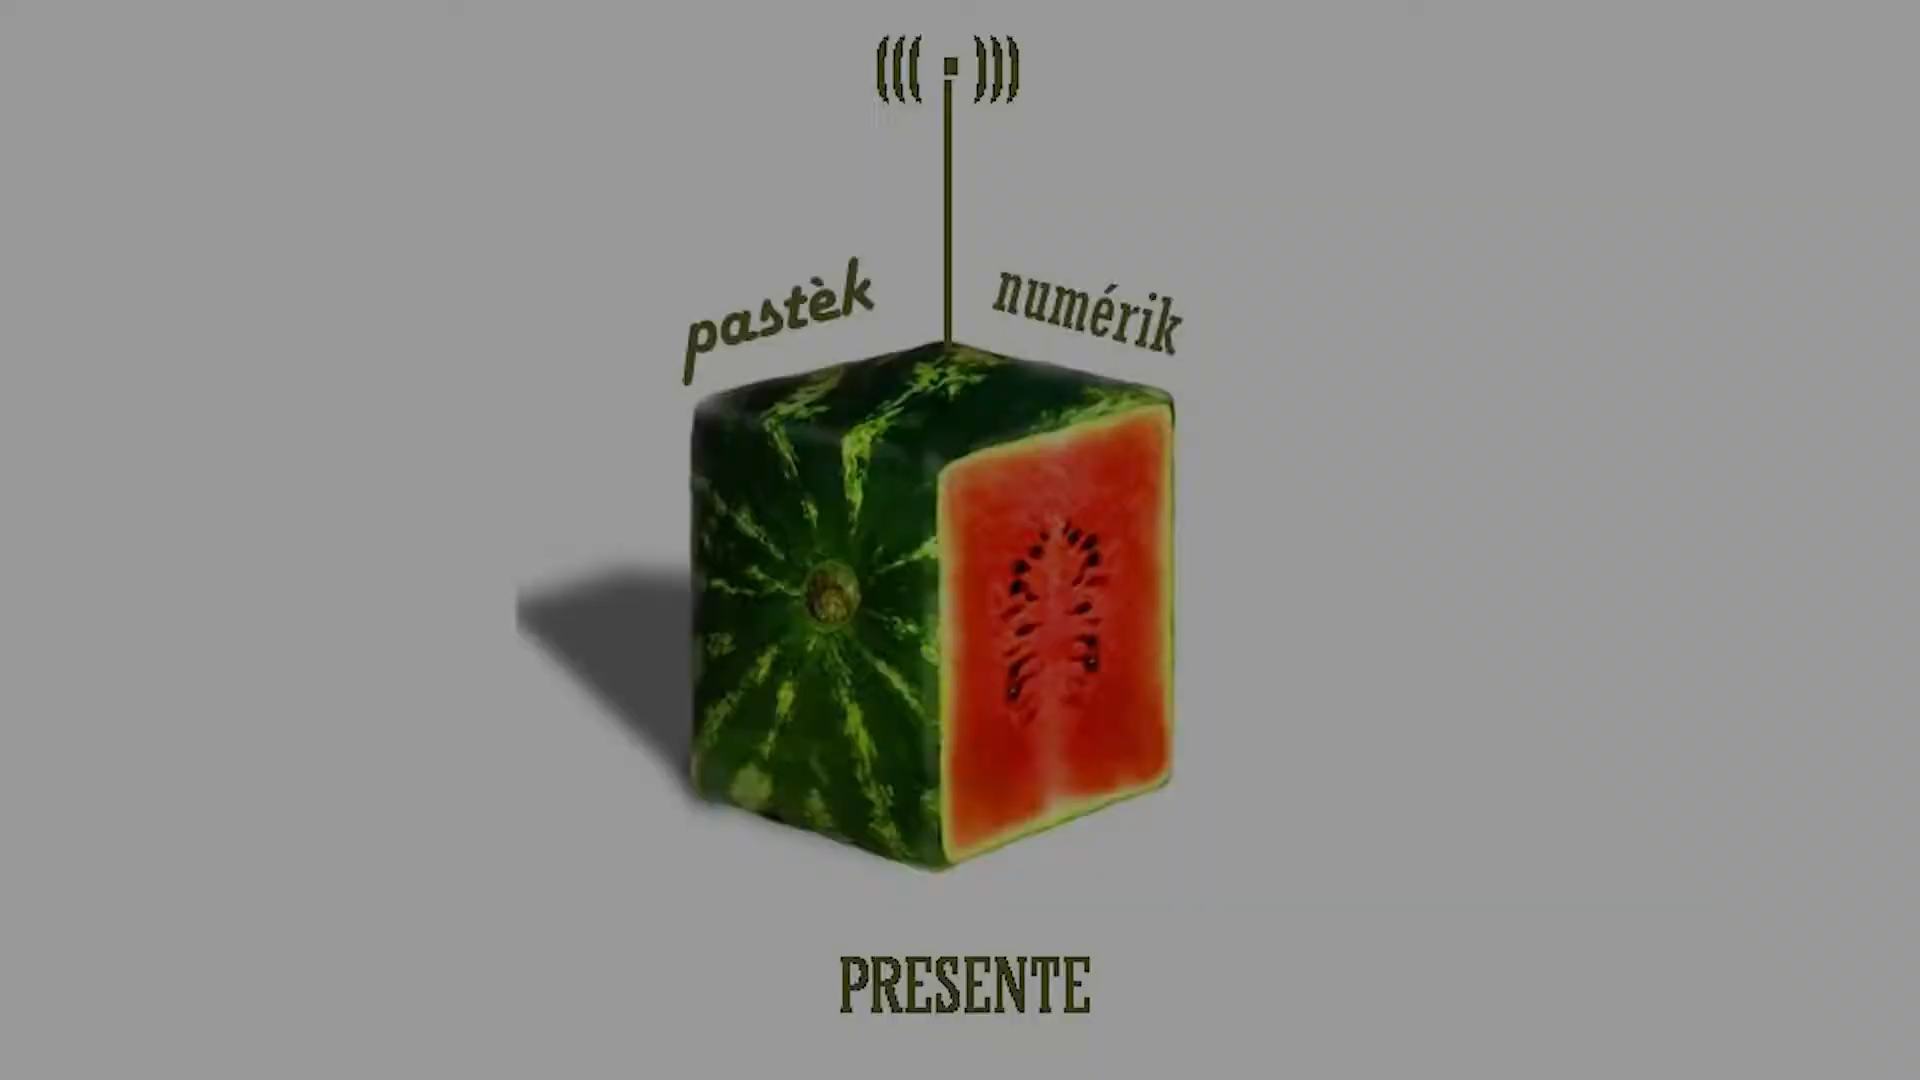 ((( . )))
pastèk
numérik
PRESENTE